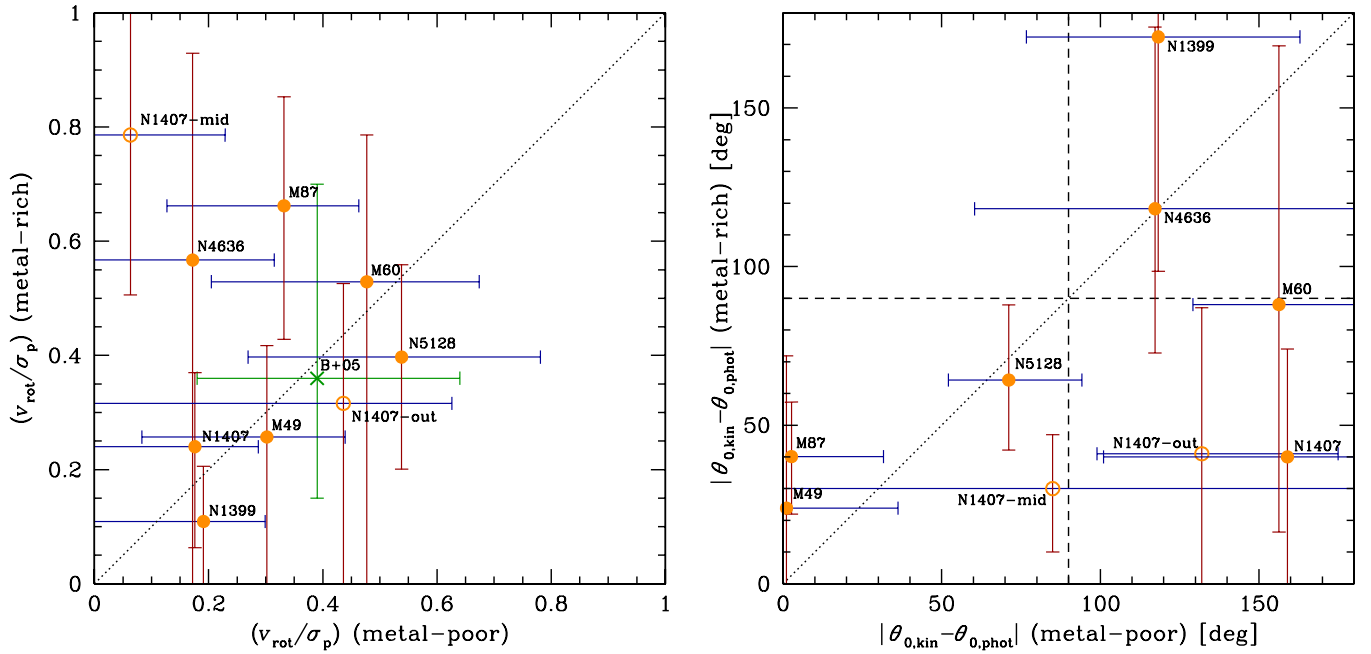 (v_rot/σ_p) (metal-rich)
1
0.8
0.6
0.4
0.2
0
N1407-mid
M87
N4636
M60
N5128
B+05
N1407-out
M49
N1407
N1399
0 0.2 0.4 0.6 0.8 1
(v_rot/σ_p) (metal-poor)
|θ_0,kin-θ_0,phot| (metal-rich) [deg]
150
100
50
0
N1399
N4636
M60
N5128
M87
N1407-out
N1407
M49
N1407-mid
0 50 100 150
|θ_0,kin-θ_0,phot| (metal-poor) [deg]